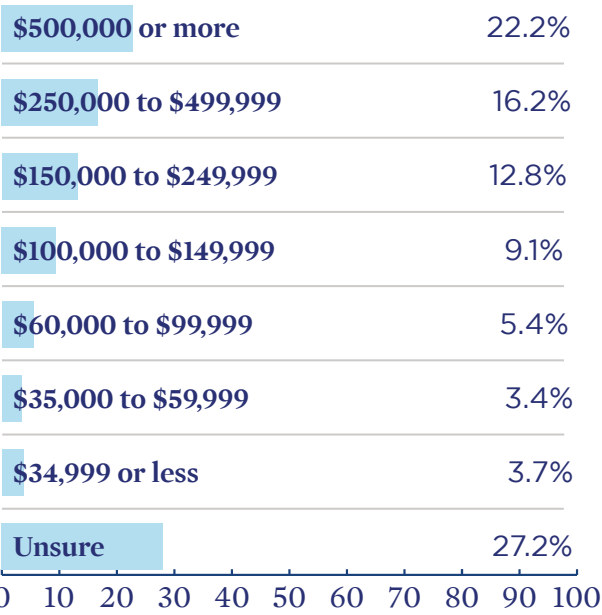 $500,000 or more 22.2%
$250,000 to $499,999 16.2%
$150,000 to $249,999 12.8%
$100,000 to $149,999 9.1%
$60,000 to $99,999 5.4%
$35,000 to $59,999 3.4%
$34,999 or less 3.7%
Unsure 27.2%
0 10 20 30 40 50 60 70 80 90 100